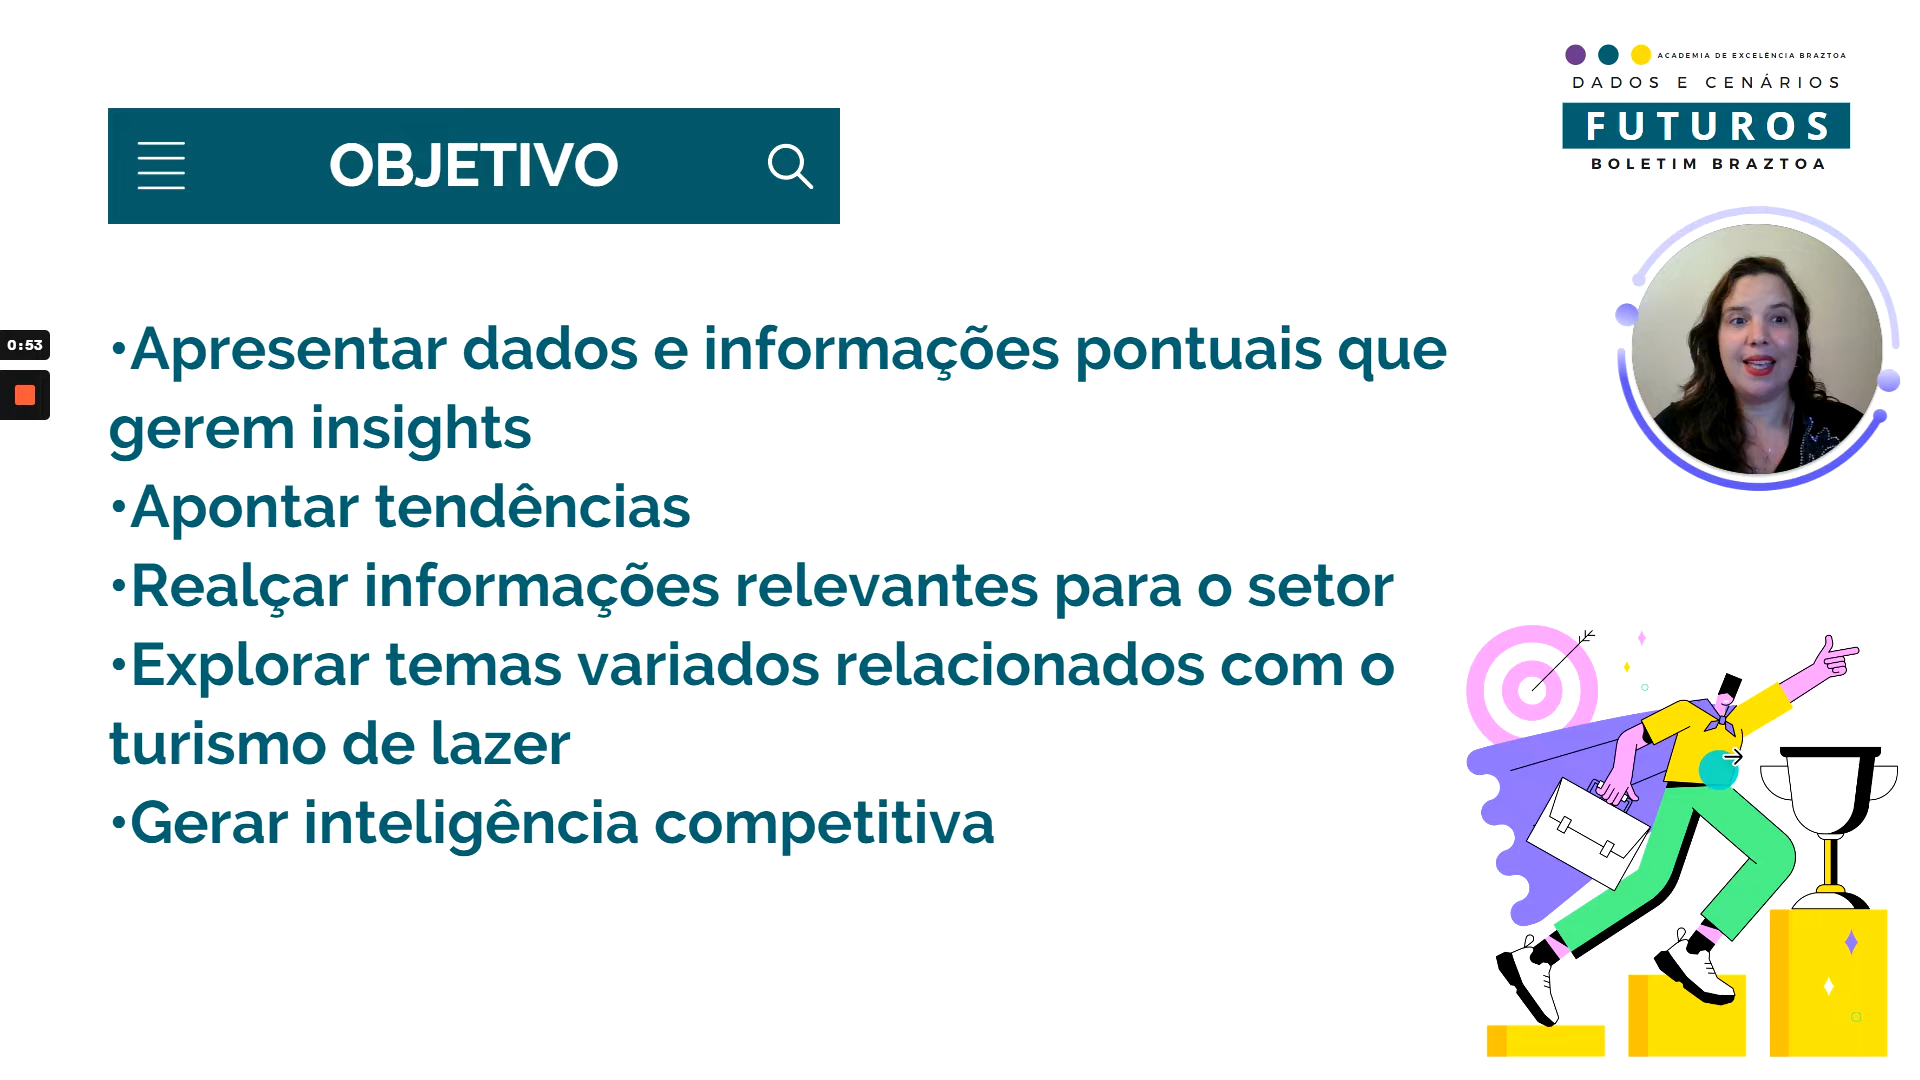 ACADEMIA DE EXCELÊNCIA BRAZTOA
DADOS E CENÁRIOS
FUTUROS
BOLETIM BRAZTOA
OBJETIVO
0:53
•Apresentar dados e informações pontuais que
gerem insights
•Apontar tendências
•Realçar informações relevantes para o setor
•Explorar temas variados relacionados com o
turismo de lazer
•Gerar inteligência competitiva